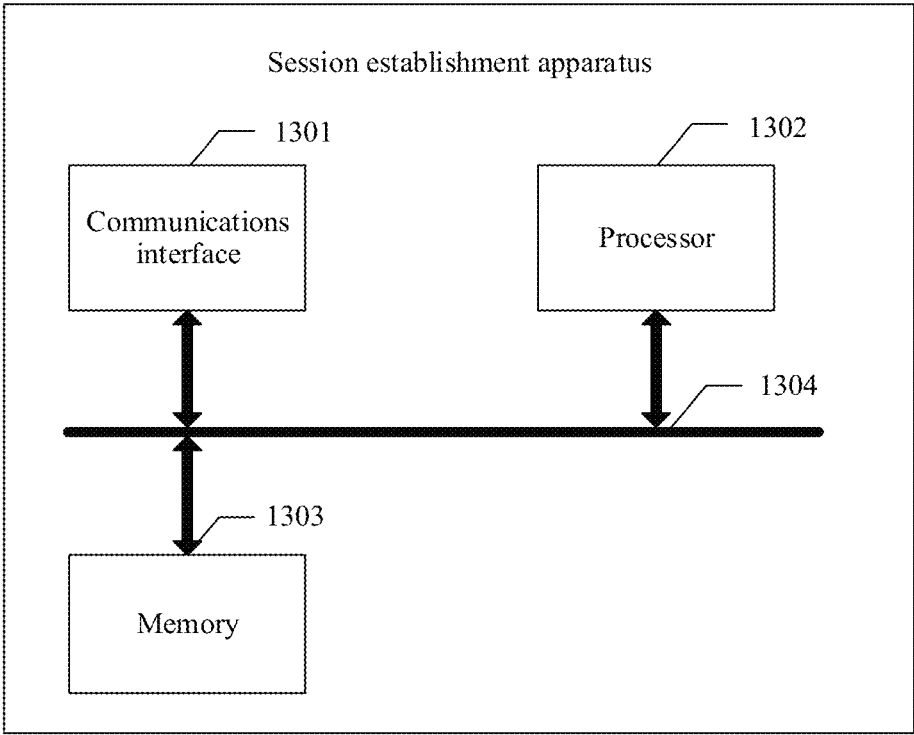 Session establishment apparatus
1301
1302
Communications
interface
Processor
1304
1303
Memory